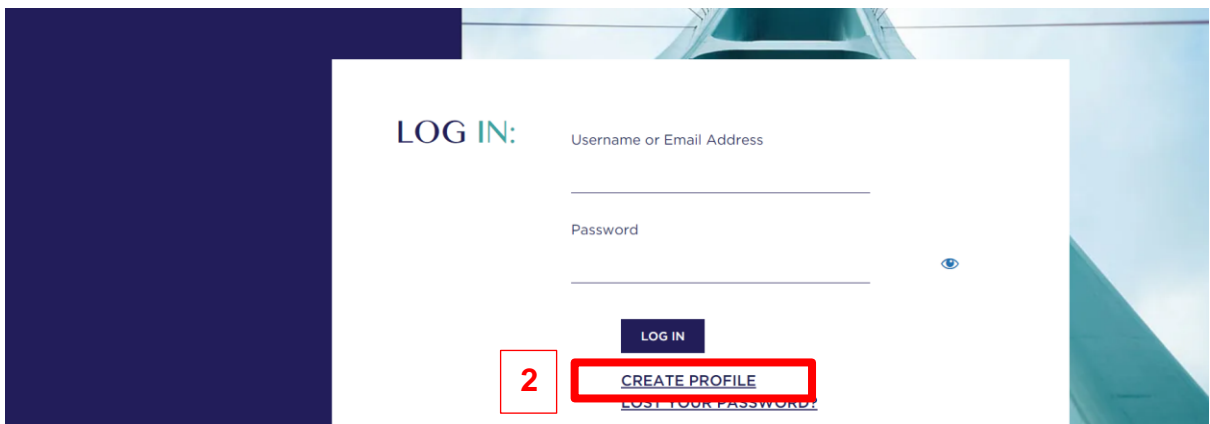 LOG IN:
Username or Email Address
Password
LOG IN
2
CREATE PROFILE
LOST YOUR PASSWORD?